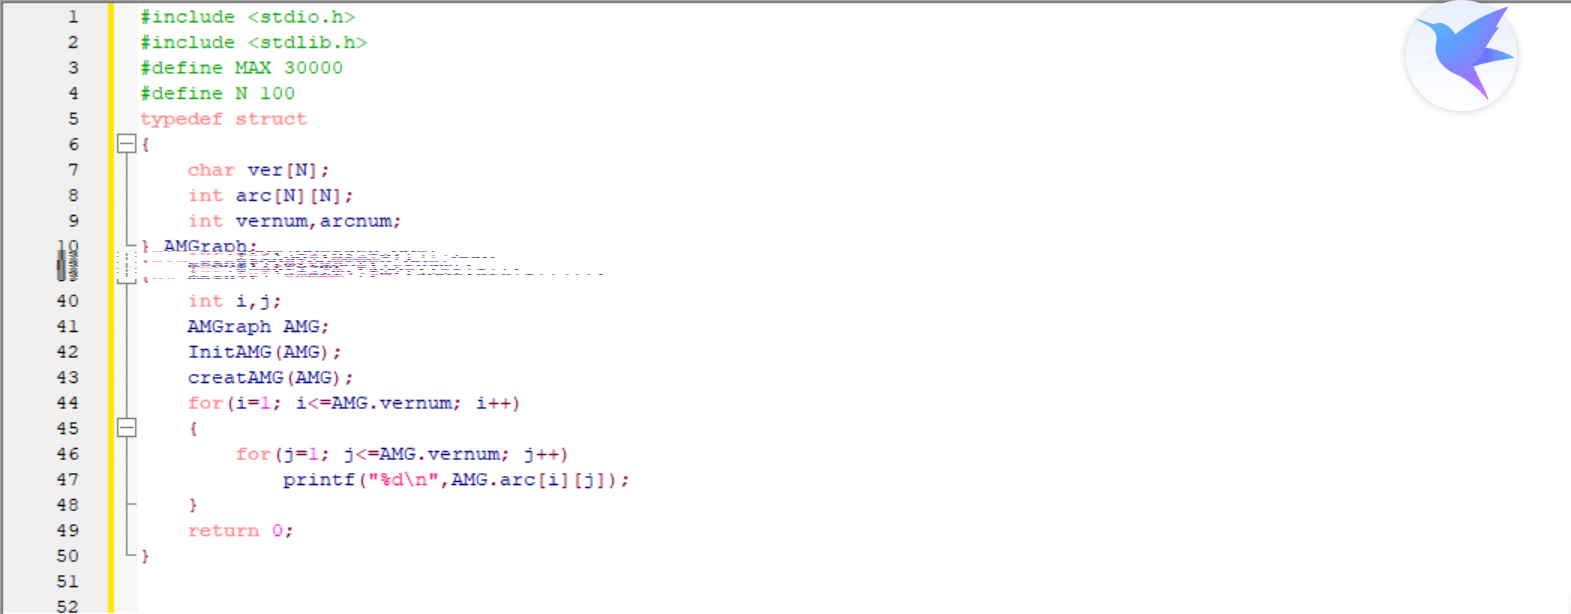 1 #include <stdio.h>
2 #include <stdlib.h>
3 #define MAX 30000
4 #define N 100
5 typedef struct
6 {
7 char ver[N];
8 int arc[N][N];
9 int vernum,arcnum;
10 } AMGraph;
40 int i,j;
41 AMGraph AMG;
42 InitAMG(AMG);
43 creatAMG(AMG);
44 for(i=1; i<=AMG.vernum; i++)
45 {
46 for(j=1; j<=AMG.vernum; j++)
47 printf("%d\n",AMG.arc[i][j]);
48 }
49 return 0;
50 }
51
52